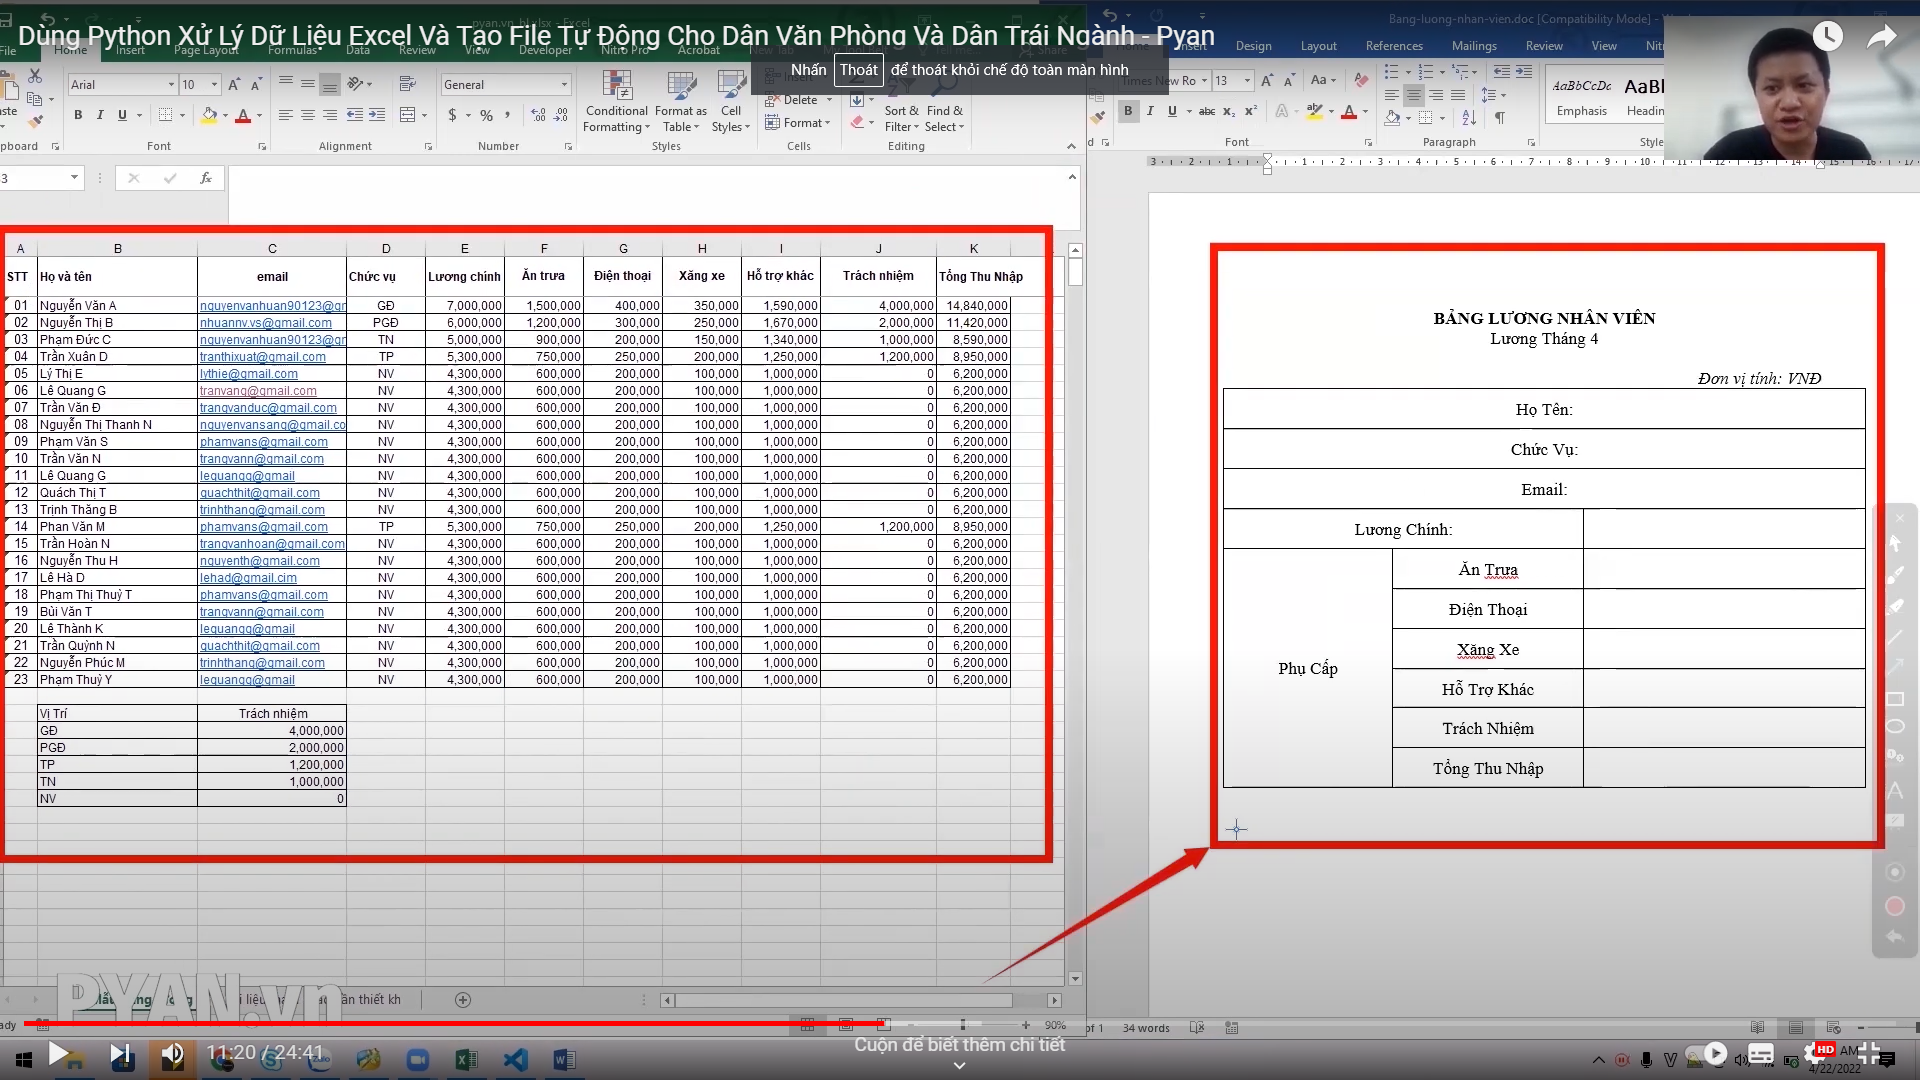 Dùng Python Xử Lý Dữ Liệu Excel Và Tạo File Tự Động Cho Dân Văn Phòng Và Dân Trái Ngành - Pyan
Bang-luong-nhan-vien.doc [Compatibility Mode]
Nhấn Thoát để thoát khỏi chế độ toàn màn hình
File Home Insert Page Layout Formulas Data Review View Nitro Pro Acrobat
Design Layout References Mailings Review View
Arial 10 General
Conditional Formatting Format as Table Cell Styles
Delete
Format
Sort & Filter Find & Select
Font Alignment Number Styles Cells Editing
Times New Ro 13
AaBbCcDc Emphasis
Font Paragraph
A B C D E F G H I J K
STT Họ và tên email Chức vụ Lương chính Ăn trưa Điện thoại Xăng xe Hỗ trợ khác Trách nhiệm Tổng Thu Nhập
01 Nguyễn Văn A nguyenvanhuan90123@gr GĐ 7,000,000 1,500,000 400,000 350,000 1,590,000 4,000,000 14,840,000
02 Nguyễn Thị B nhuannv.vs@gmail.com PGĐ 6,000,000 1,200,000 300,000 250,000 1,670,000 2,000,000 11,420,000
03 Phạm Đức C nguyenvanhuan90123@gr TN 5,000,000 900,000 200,000 150,000 1,340,000 1,000,000 8,590,000
04 Trần Xuân D tranthixuat@gmail.com TP 5,300,000 750,000 250,000 200,000 1,250,000 1,200,000 8,950,000
05 Lý Thị E lythie@gmail.com NV 4,300,000 600,000 200,000 100,000 1,000,000 0 6,200,000
06 Lê Quang G tranvang@gmail.com NV 4,300,000 600,000 200,000 100,000 1,000,000 0 6,200,000
07 Trần Văn Đ trangvanduc@gmail.com NV 4,300,000 600,000 200,000 100,000 1,000,000 0 6,200,000
08 Nguyễn Thị Thanh N nguyenvansang@gmail.co NV 4,300,000 600,000 200,000 100,000 1,000,000 0 6,200,000
09 Phạm Văn S phamvans@gmail.com NV 4,300,000 600,000 200,000 100,000 1,000,000 0 6,200,000
10 Trần Văn N trangvann@gmail.com NV 4,300,000 600,000 200,000 100,000 1,000,000 0 6,200,000
11 Lê Quang G lequangg@gmail NV 4,300,000 600,000 200,000 100,000 1,000,000 0 6,200,000
12 Quách Thị T quachthit@gmail.com NV 4,300,000 600,000 200,000 100,000 1,000,000 0 6,200,000
13 Trịnh Thăng B trinhthang@gmail.com NV 4,300,000 600,000 200,000 100,000 1,000,000 0 6,200,000
14 Phan Văn M phamvans@gmail.com TP 5,300,000 750,000 250,000 200,000 1,250,000 1,200,000 8,950,000
15 Trần Hoàn N trangvanhoan@gmail.com NV 4,300,000 600,000 200,000 100,000 1,000,000 0 6,200,000
16 Nguyễn Thu H nguyenth@gmail.com NV 4,300,000 600,000 200,000 100,000 1,000,000 0 6,200,000
17 Lê Hà D lehad@gmail.cim NV 4,300,000 600,000 200,000 100,000 1,000,000 0 6,200,000
18 Phạm Thị Thuỷ T phamvans@gmail.com NV 4,300,000 600,000 200,000 100,000 1,000,000 0 6,200,000
19 Bùi Văn T trangvann@gmail.com NV 4,300,000 600,000 200,000 100,000 1,000,000 0 6,200,000
20 Lê Thành K lequangg@gmail NV 4,300,000 600,000 200,000 100,000 1,000,000 0 6,200,000
21 Trần Quỳnh N quachthit@gmail.com NV 4,300,000 600,000 200,000 100,000 1,000,000 0 6,200,000
22 Nguyễn Phúc M trinhthang@gmail.com NV 4,300,000 600,000 200,000 100,000 1,000,000 0 6,200,000
23 Phạm Thuỷ Y lequangg@gmail NV 4,300,000 600,000 200,000 100,000 1,000,000 0 6,200,000
Vị Trí Trách nhiệm
GĐ 4,000,000
PGĐ 2,000,000
TP 1,200,000
TN 1,000,000
NV 0
BẢNG LƯƠNG NHÂN VIÊN
Lương Tháng 4
Đơn vị tính: VNĐ
Họ Tên:
Chức Vụ:
Email:
Lương Chính:
Phụ Cấp
Ăn Trưa
Điện Thoại
Xăng Xe
Hỗ Trợ Khác
Trách Nhiệm
Tổng Thu Nhập
PYAN.vn
90%
of 1 34 words
11:20 / 24:41
Cuộn để biết thêm chi tiết
HD
AM
4/22/2022